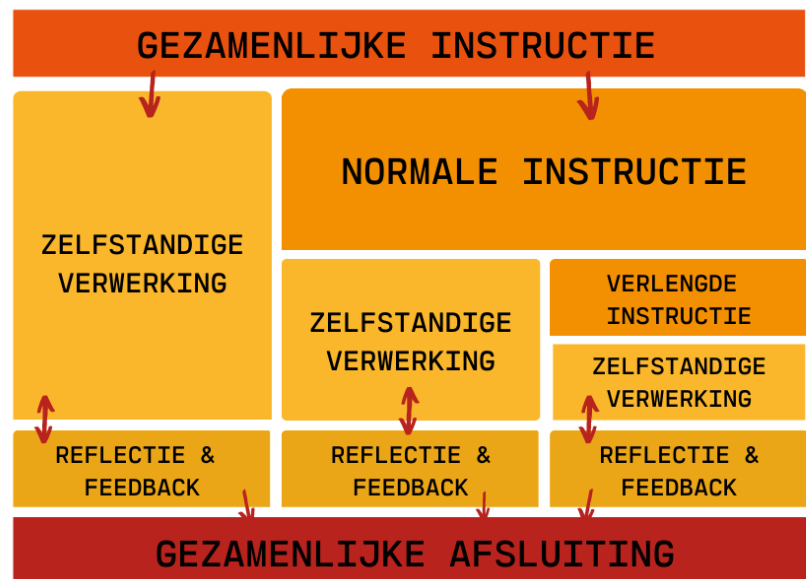 GEZAMENLIJKE INSTRUCTIE
NORMALE INSTRUCTIE
ZELFSTANDIGE
VERWERKING
ZELFSTANDIGE
VERWERKING
VERLENGDE
INSTRUCTIE
ZELFSTANDIGE
VERWERKING
REFLECTIE &
FEEDBACK
REFLECTIE &
FEEDBACK
REFLECTIE &
FEEDBACK
GEZAMENLIJKE AFSLUITING